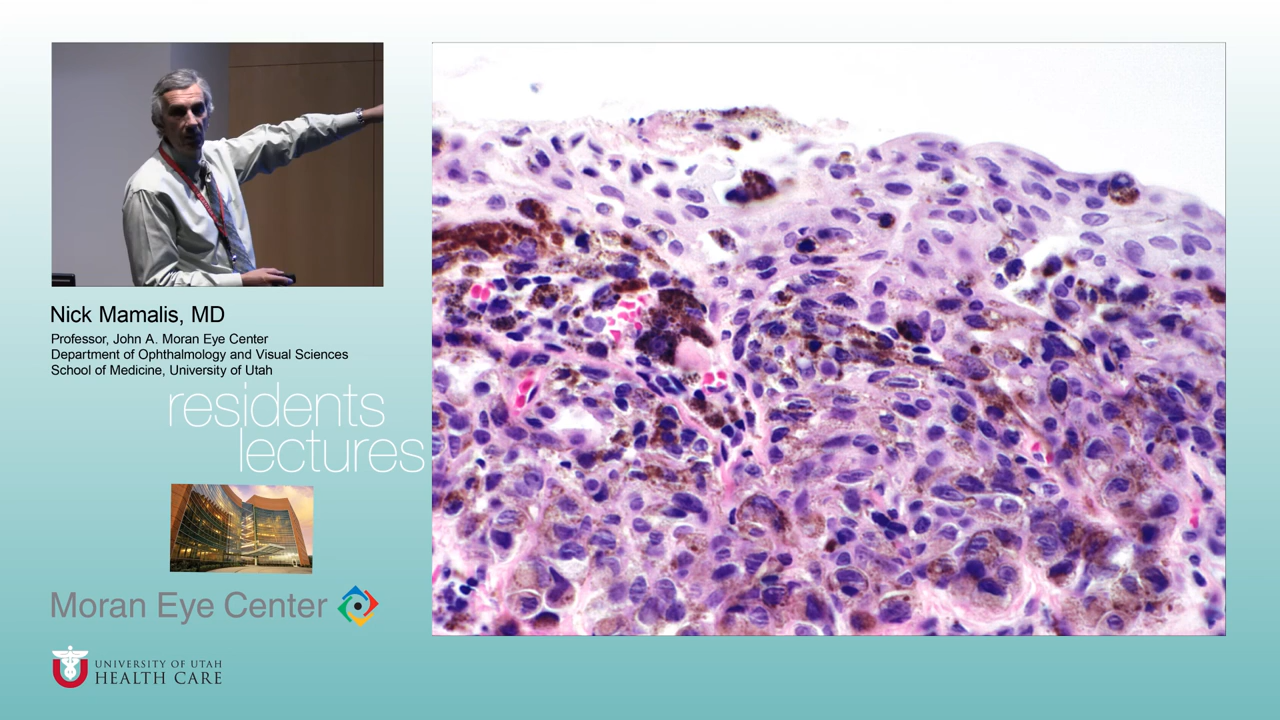 Nick Mamalis, MD
Professor, John A. Moran Eye Center
Department of Ophthalmology and Visual Sciences
School of Medicine, University of Utah
residents
lectures
Moran Eye Center
UNIVERSITY OF UTAH
HEALTH CARE